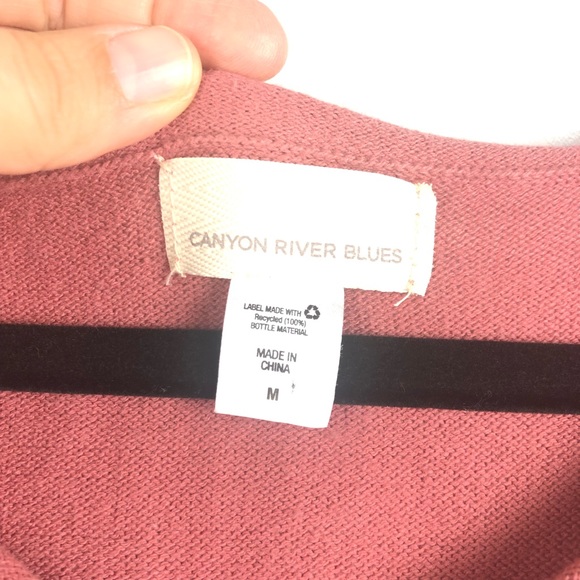 CANYON RIVER BLUES
LABEL MADE WITH
Recycled (100%)
BOTTLE MATERIAL
MADE IN
CHINA
M